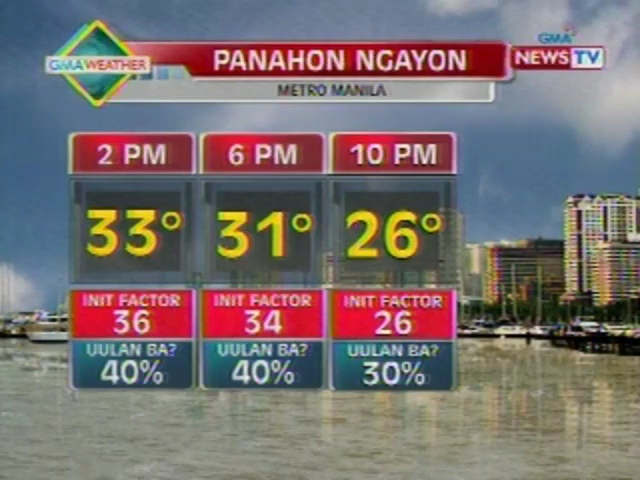 GMA WEATHER
PANAHON NGAYON
METRO MANILA
GMA
NEWS TV
2 PM
33°
INIT FACTOR
36
UULAN BA?
40%
6 PM
31°
INIT FACTOR
34
UULAN BA?
40%
10 PM
26°
INIT FACTOR
26
UULAN BA?
30%